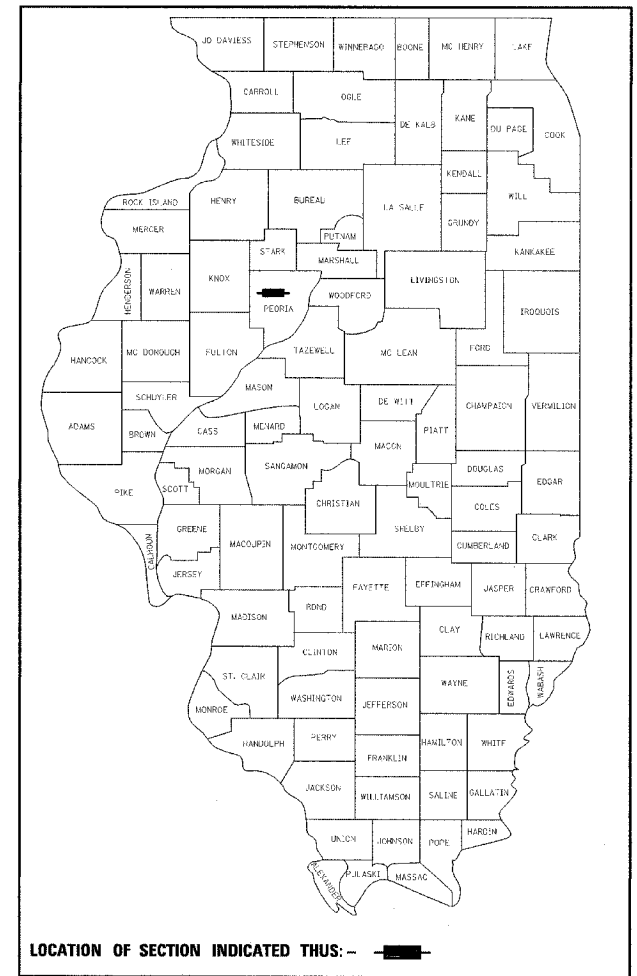 JO DAVIESS STEPHENSON WINNEBAGO BOONE MC HENRY LAKE
CARROLL OGLE KANE
DE KALB DU PAGE COOK
WHITESIDE LEE
KENDALL
ROCK ISLAND HENRY BUREAU LA SALLE WILL
GRUNDY
MERCER PUTNAM
STARK KANKAKEE
MARSHALL
HENDERSON WARREN KNOX WOODFORD LIVINGSTON
PEORIA IROQUOIS
HANCOCK MC DONOUGH FULTON TAZEWELL MC LEAN FORD
MASON
SCHUYLER LOGAN DE WITT CHAMPAIGN VERMILION
ADAMS BROWN CASS MENARD PIATT
MACON
MORGAN SANGAMON DOUGLAS
PIKE SCOTT MOULTRIE EDGAR
CHRISTIAN COLES
GREENE SHELBY
CALHOUN MACOUPIN MONTGOMERY CUMBERLAND CLARK
JERSEY
FAYETTE EFFINGHAM JASPER CRAWFORD
MADISON BOND
CLAY RICHLAND LAWRENCE
CLINTON MARION
ST. CLAIR WAYNE EDWARDS WABASH
WASHINGTON JEFFERSON
MONROE
RANDOLPH PERRY HAMILTON WHITE
FRANKLIN
JACKSON WILLIAMSON SALINE GALLATIN
UNION JOHNSON POPE HARDIN
ALEXANDER PULASKI MASSAC
LOCATION OF SECTION INDICATED THUS: -